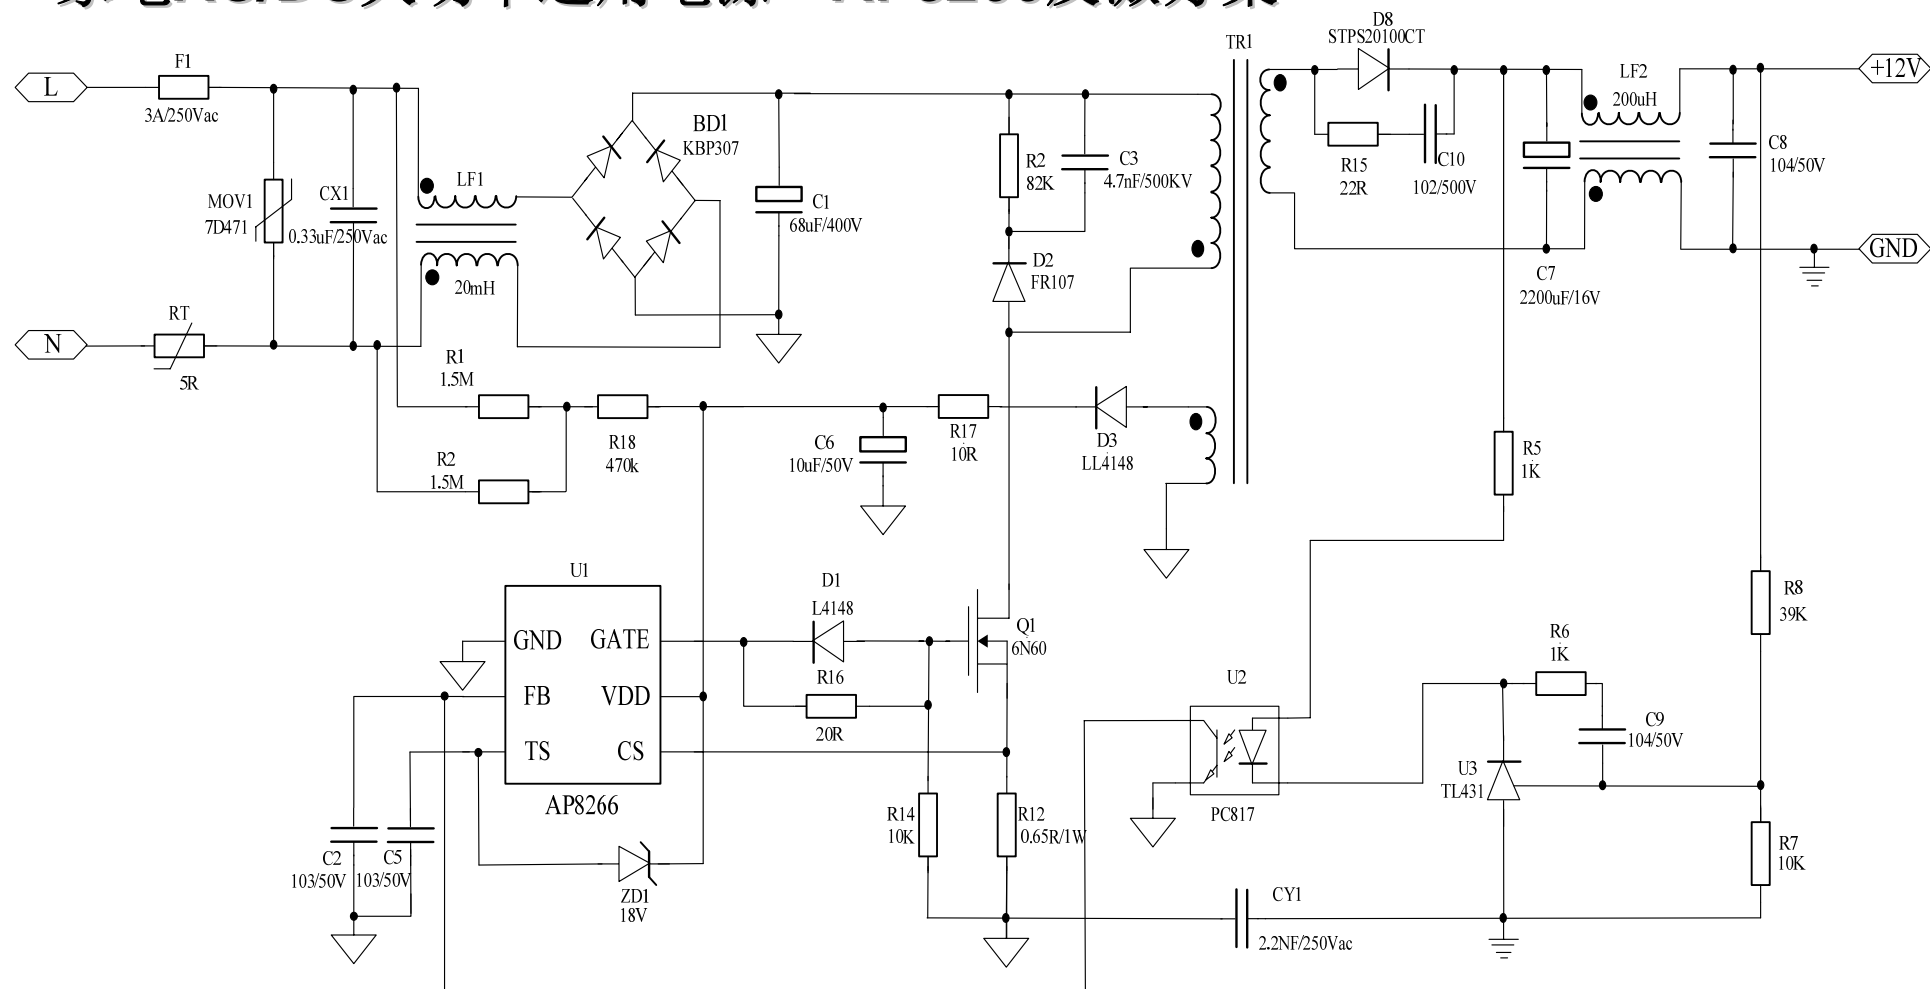 D8
STPS20100CT
TR1
F1
L
3A/250Vac
LF2
200uH
+12V
BD1
KBP307
R2
82K
C3
4.7nF/500KV
R15
22R
C10
102/500V
C8
104/50V
MOV1
7D471
CX1
0.33uF/250Vac
LF1
20mH
C1
68uF/400V
D2
FR107
C7
2200uF/16V
GND
RT
N
5R
R1
1.5M
R18
470k
R2
1.5M
C6
10uF/50V
R17
10R
D3
LL4148
R5
1K
U1
GND
GATE
FB
VDD
TS
CS
AP8266
D1
L4148
R16
20R
Q1
6N60
U2
PC817
R6
1K
C9
104/50V
U3
TL431
R8
39K
R7
10K
R14
10K
R12
0.65R/1W
C2
103/50V
C5
103/50V
ZD1
18V
CY1
2.2NF/250Vac